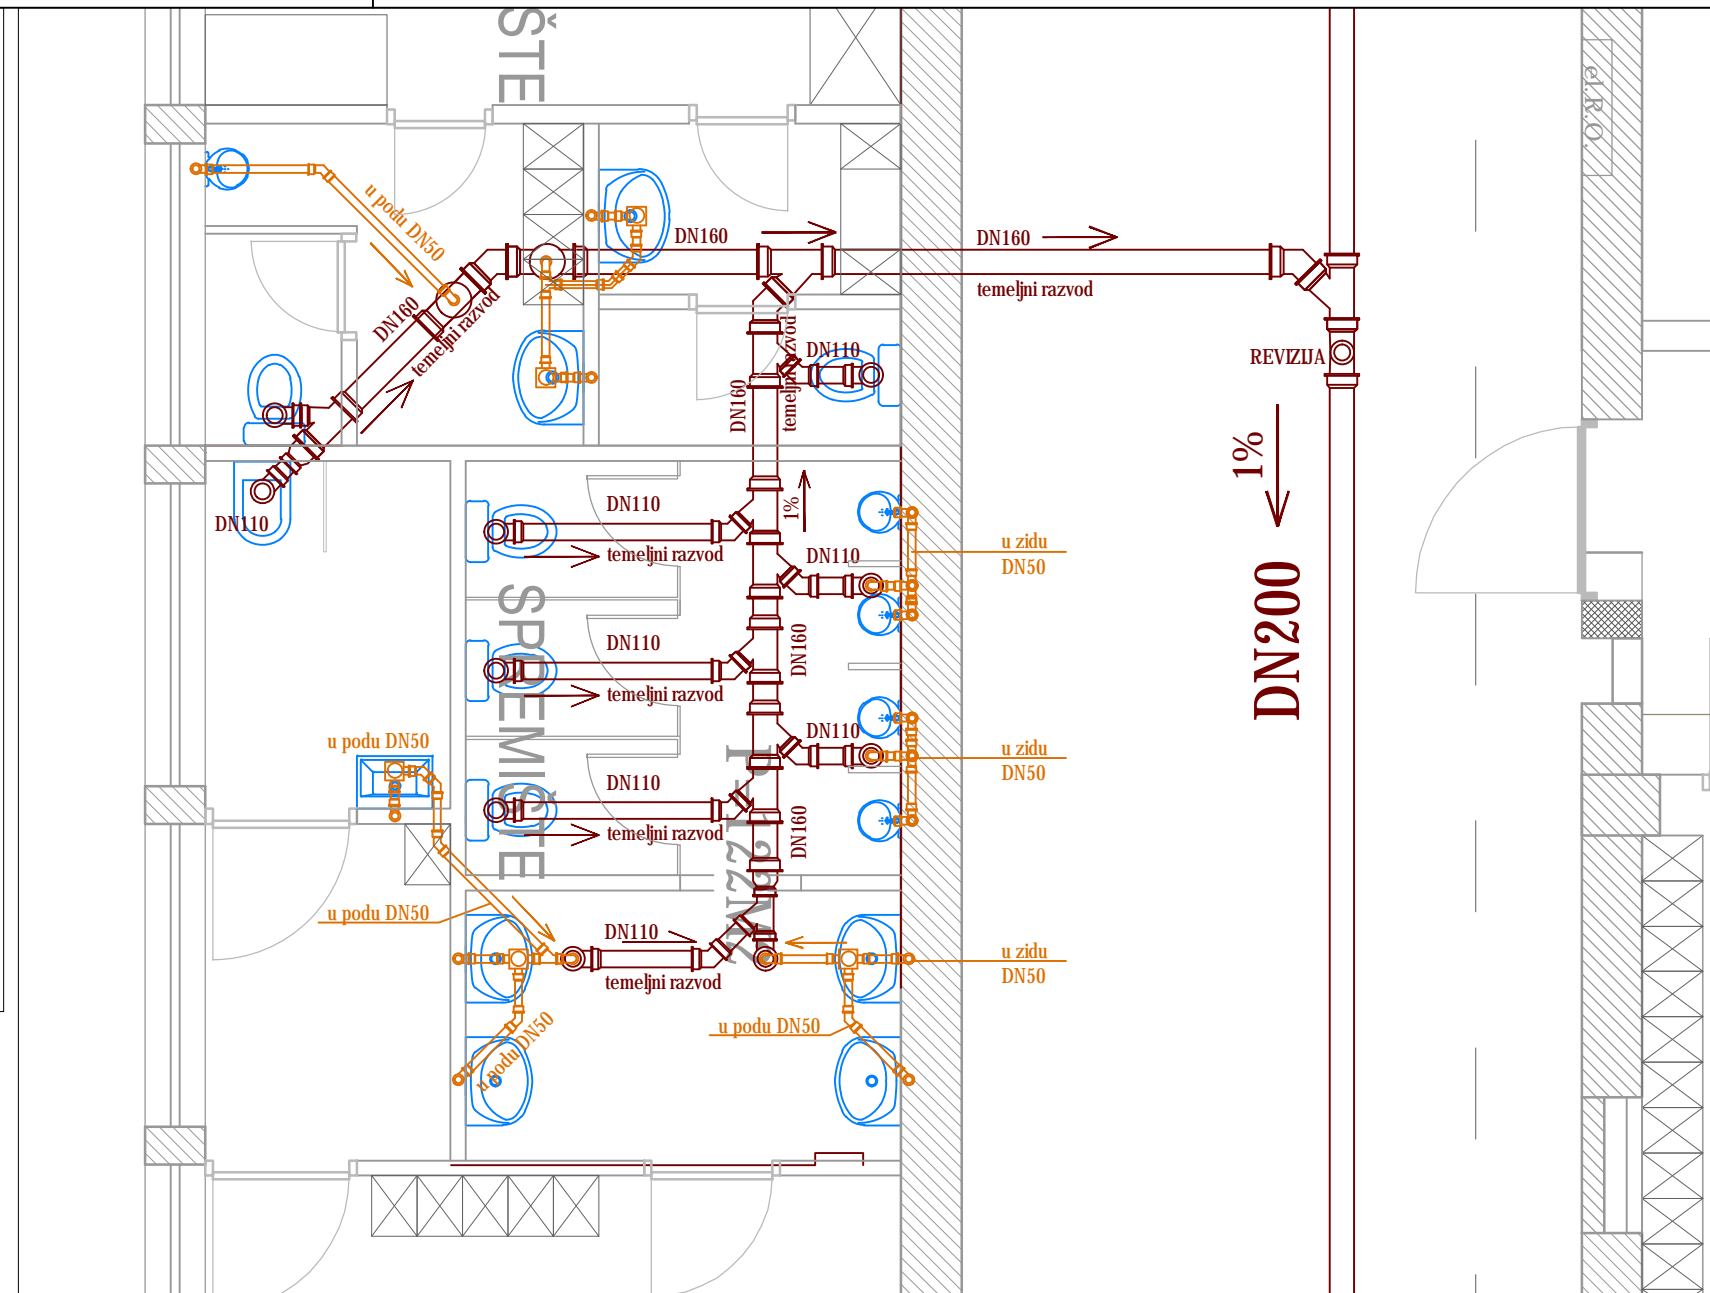 ŠTE
el.R.O.
u podu DN50
DN160
DN160
temeljni razvod
DN160
temeljni razvod
REVIZIJA
DN110
temeljni razvod
DN160
DN160
temeljni razvod
1%
DN200
DN110
DN110
temeljni razvod
1%
DN110
u zidu
DN50
SPREMIŠTE
DN110
temeljni razvod
DN160
DN110
u zidu
DN50
u podu DN50
DN110
temeljni razvod
DN160
u podu DN50
DN110
temeljni razvod
u zidu
DN50
u podu DN50
u podu DN50